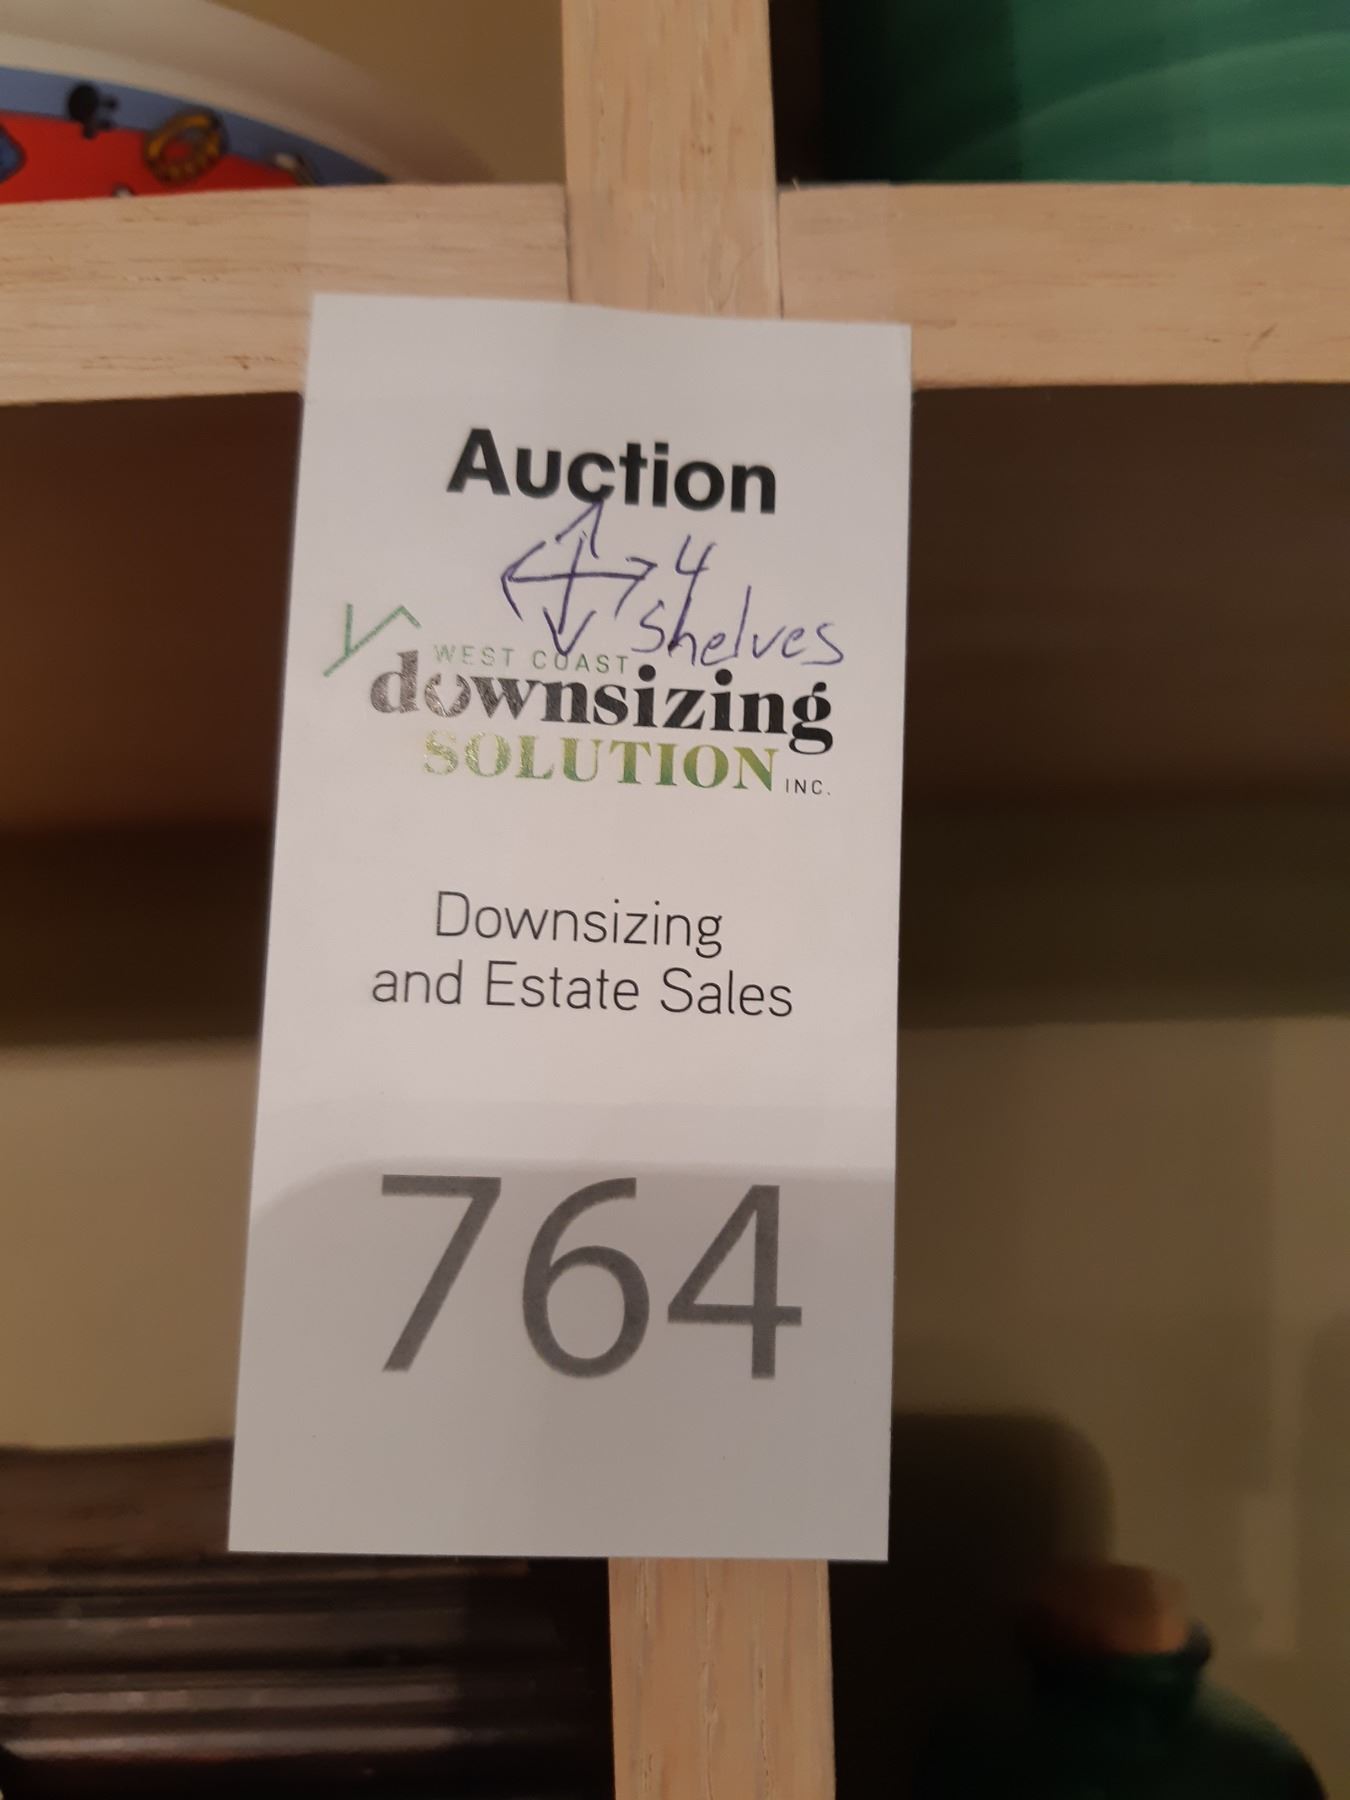 Auction
4
shelves
WEST COAST
downsizing
SOLUTION INC.
Downsizing
and Estate Sales
764